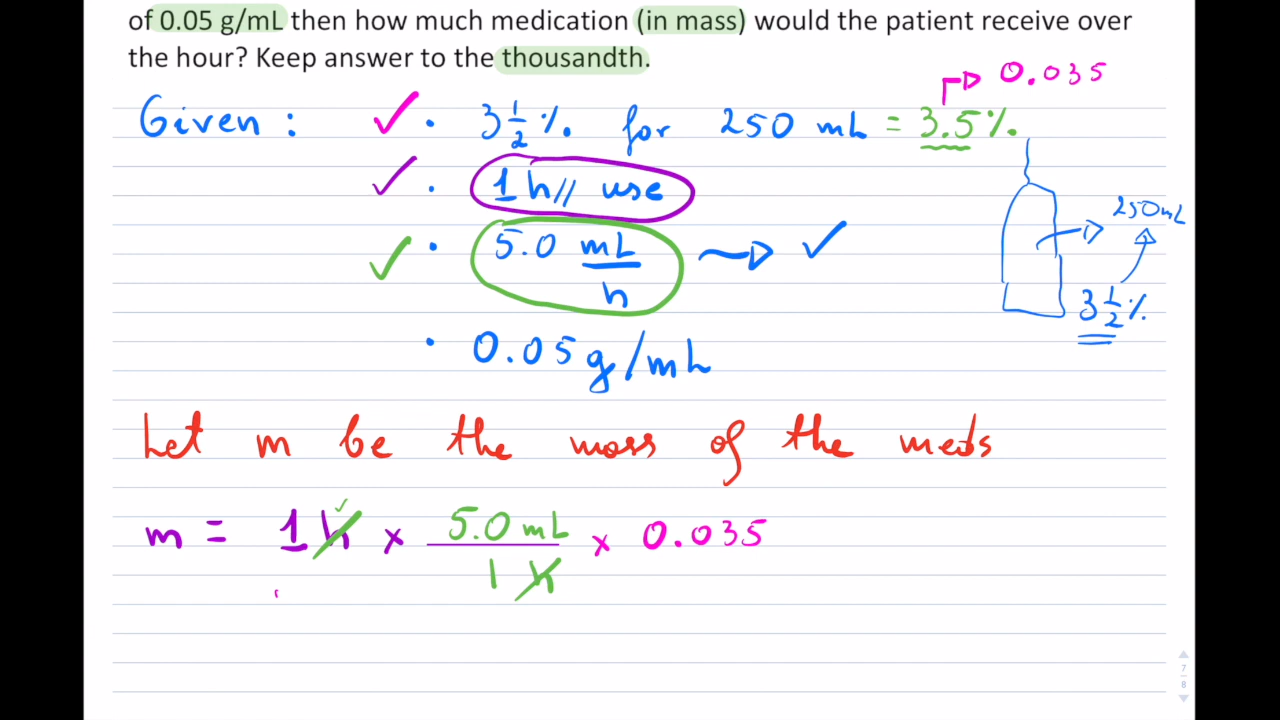 of 0.05 g/mL then how much medication (in mass) would the patient receive over
the hour? Keep answer to the thousandth.
0.035
Given : ✓ • 3 1/2 % for 250 mL = 3.5%
✓ • 1 h// use
250mL
✓ • 5.0 mL/h ✓
3 1/2 %
• 0.05 g/mL
Let m be the mass of the meds
m = 1 h × 5.0 mL/1 h × 0.035
7
8